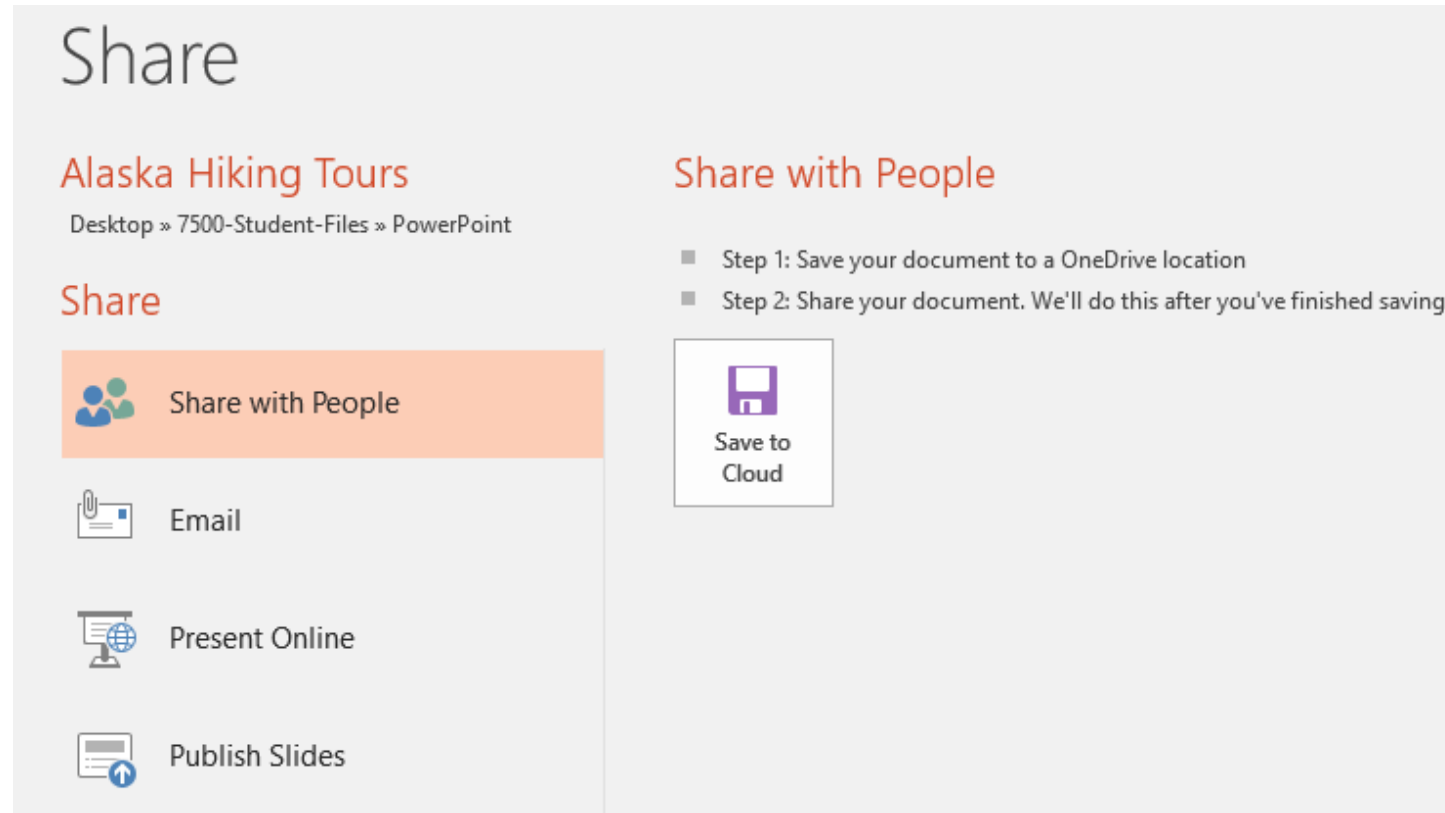 Share
Alaska Hiking Tours
Desktop » 7500-Student-Files » PowerPoint
Share
Share with People
Email
Present Online
Publish Slides
Share with People
Step 1: Save your document to a OneDrive location
Step 2: Share your document. We'll do this after you've finished saving
Save to
Cloud